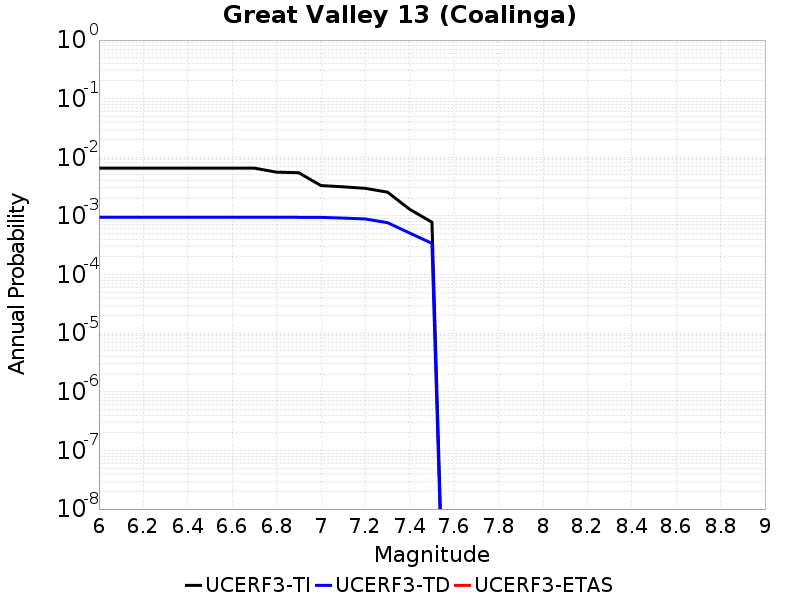 Great Valley 13 (Coalinga)
Annual Probability
10^0
10^-1
10^-2
10^-3
10^-4
10^-5
10^-6
10^-7
10^-8
6 6.2 6.4 6.6 6.8 7 7.2 7.4 7.6 7.8 8 8.2 8.4 8.6 8.8 9
Magnitude
UCERF3-TI UCERF3-TD UCERF3-ETAS